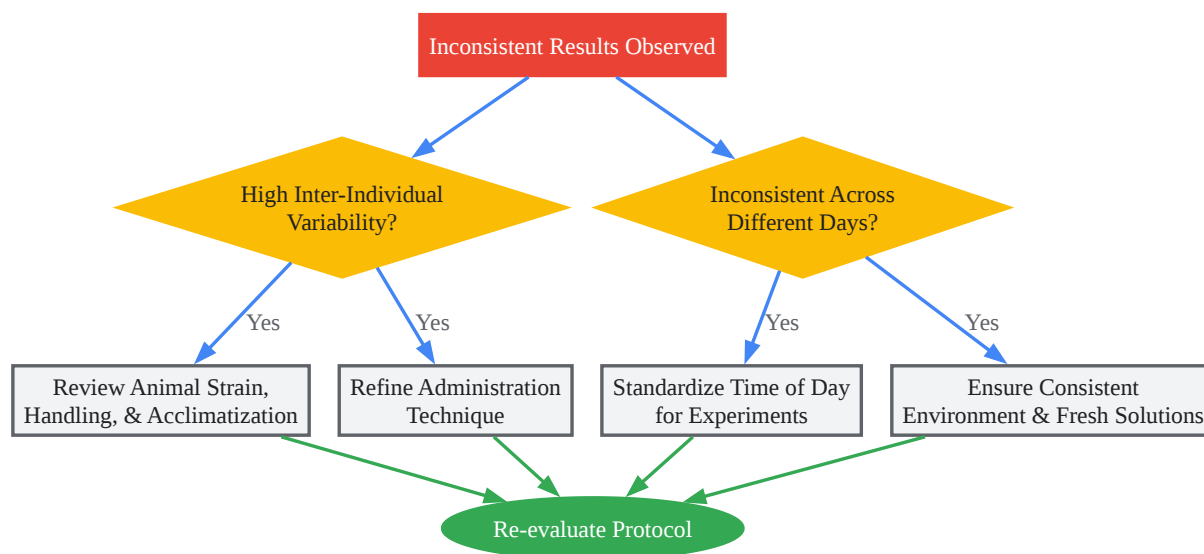 Inconsistent Results Observed
High Inter-Individual
Variability?
Inconsistent Across
Different Days?
Yes
Yes
Yes
Yes
Review Animal Strain,
Handling, & Acclimatization
Refine Administration
Technique
Standardize Time of Day
for Experiments
Ensure Consistent
Environment & Fresh Solutions
Re-evaluate Protocol